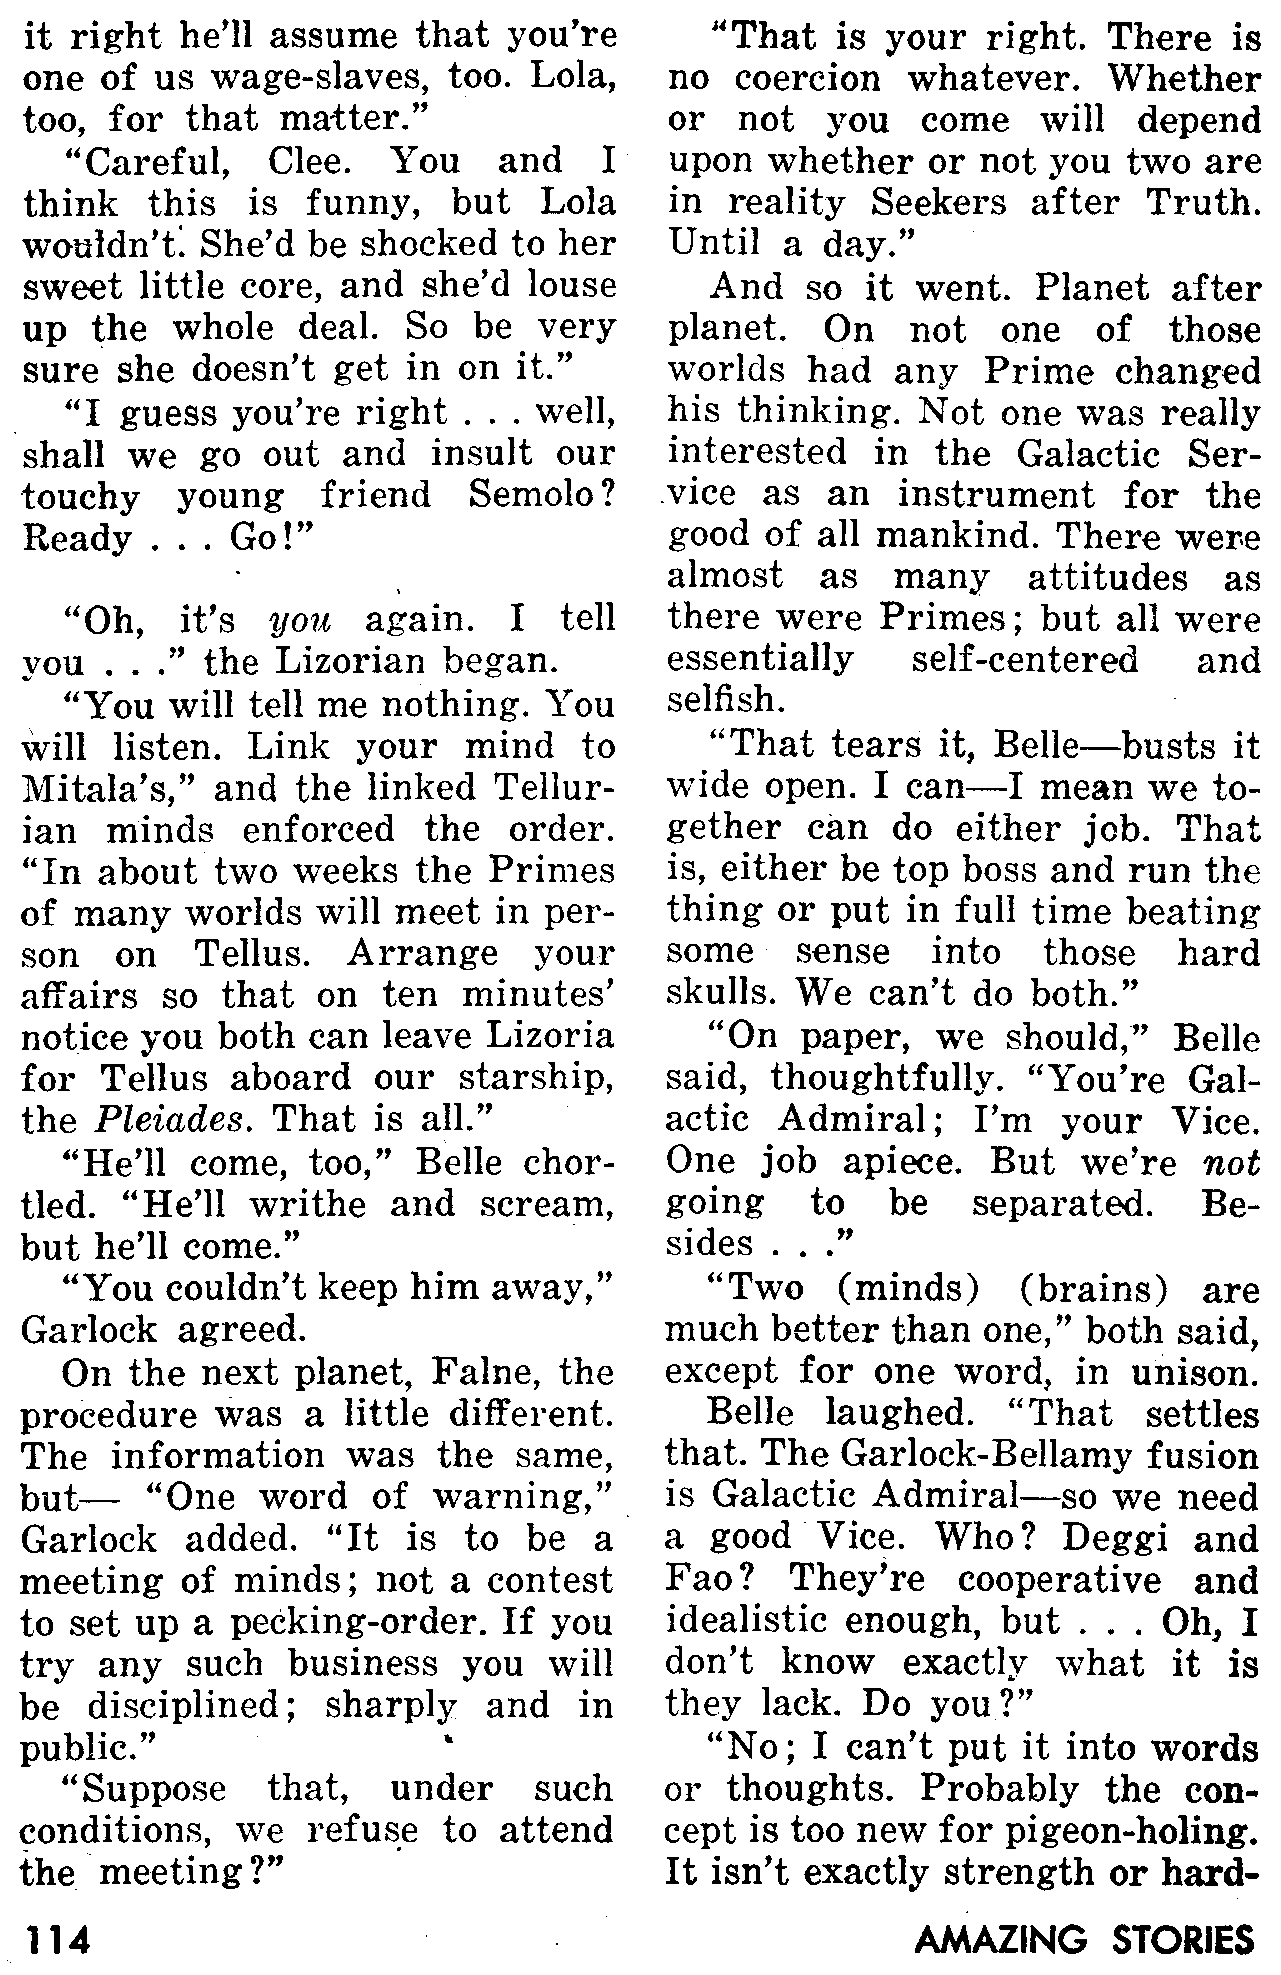 it right he'll assume that you're
one of us wage-slaves, too. Lola,
too, for that matter."
"Careful, Clee. You and I
think this is funny, but Lola
wouldn't. She'd be shocked to her
sweet little core, and she'd louse
up the whole deal. So be very
sure she doesn't get in on it."
"I guess you're right . . . well,
shall we go out and insult our
touchy young friend Semolo?
Ready . . . Go!"
"Oh, it's you again. I tell
you . . ." the Lizorian began.
"You will tell me nothing. You
will listen. Link your mind to
Mitala's," and the linked Tellur-
ian minds enforced the order.
"In about two weeks the Primes
of many worlds will meet in per-
son on Tellus. Arrange your
affairs so that on ten minutes'
notice you both can leave Lizoria
for Tellus aboard our starship,
the Pleiades. That is all."
"He'll come, too," Belle chor-
tled. "He'll writhe and scream,
but he'll come."
"You couldn't keep him away,"
Garlock agreed.
On the next planet, Falne, the
procedure was a little different.
The information was the same,
but— "One word of warning,"
Garlock added. "It is to be a
meeting of minds; not a contest
to set up a pecking-order. If you
try any such business you will
be disciplined; sharply and in
public."
"Suppose that, under such
conditions, we refuse to attend
the meeting?"
"That is your right. There is
no coercion whatever. Whether
or not you come will depend
upon whether or not you two are
in reality Seekers after Truth.
Until a day."
And so it went. Planet after
planet. On not one of those
worlds had any Prime changed
his thinking. Not one was really
interested in the Galactic Ser-
vice as an instrument for the
good of all mankind. There were
almost as many attitudes as
there were Primes; but all were
essentially self-centered and
selfish.
"That tears it, Belle—busts it
wide open. I can—I mean we to-
gether can do either job. That
is, either be top boss and run the
thing or put in full time beating
some sense into those hard
skulls. We can't do both."
"On paper, we should," Belle
said, thoughtfully. "You're Gal-
actic Admiral; I'm your Vice.
One job apiece. But we're not
going to be separated. Be-
sides . . ."
"Two (minds) (brains) are
much better than one," both said,
except for one word, in unison.
Belle laughed. "That settles
that. The Garlock-Bellamy fusion
is Galactic Admiral—so we need
a good Vice. Who? Deggi and
Fao? They're cooperative and
idealistic enough, but . . . Oh, I
don't know exactly what it is
they lack. Do you?"
"No; I can't put it into words
or thoughts. Probably the con-
cept is too new for pigeon-holing.
It isn't exactly strength or hard-
114
AMAZING STORIES